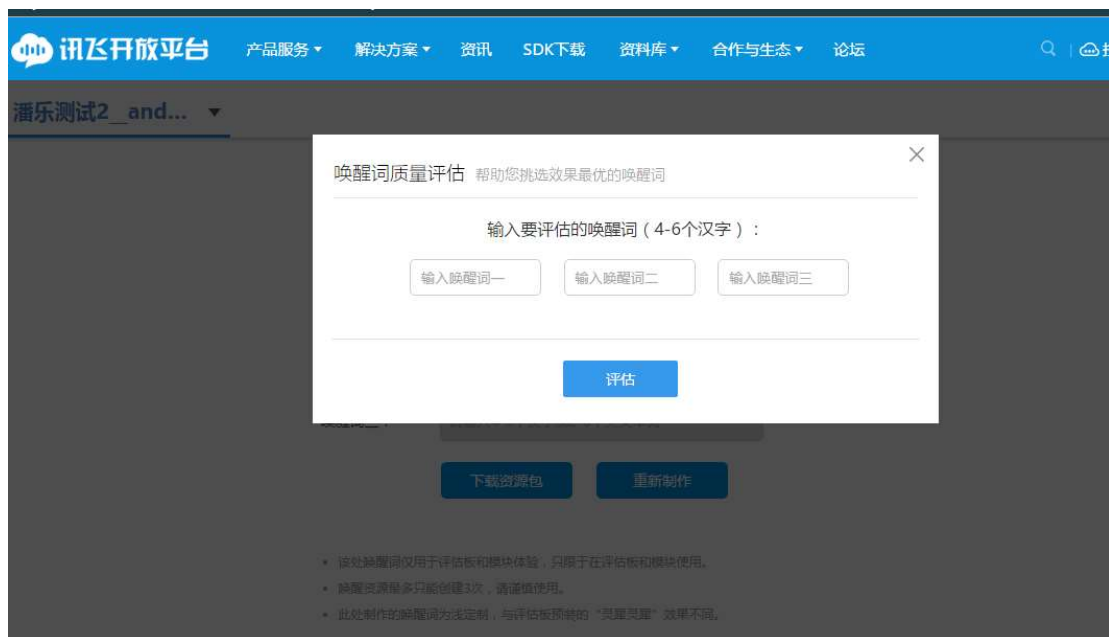 讯飞开放平台 产品服务 解决方案 资讯 SDK下载 资料库 合作与生态 论坛
潘乐测试2__and...
唤醒词质量评估 帮助您挑选效果最优的唤醒词
输入要评估的唤醒词（4-6个汉字）：
输入唤醒词一 输入唤醒词二 输入唤醒词三
评估
下载资源包 重新制作
• 该处唤醒词仅用于评估板和模块体验，只限于在评估板和模块使用。
• 唤醒资源最多只能创建3次，请谨慎使用。
• 此处制作的唤醒词为浅定制，与评估板预装的“灵犀灵犀”效果不同。